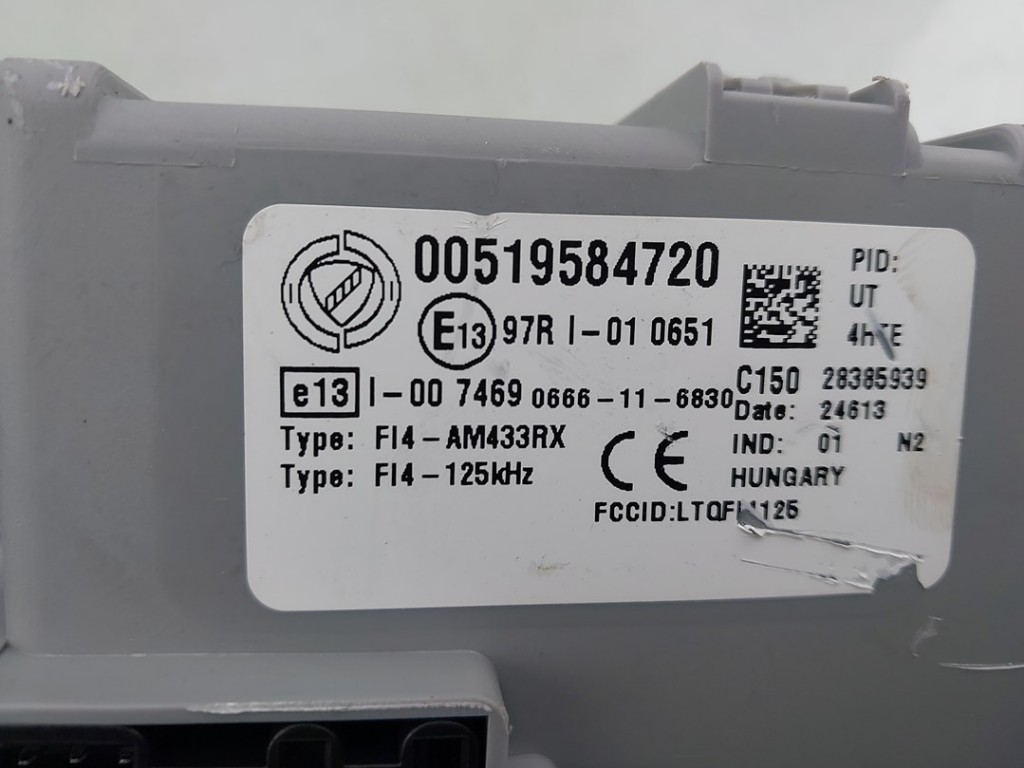 00519584720
PID:
UT
E13 97R I-01 0651
e13 I-00 7469 0666-11-6830
C150 28385939
Date: 24613
Type: FI4-AM433RX
IND: 01 N2
Type: FI4-125kHz
CE
HUNGARY